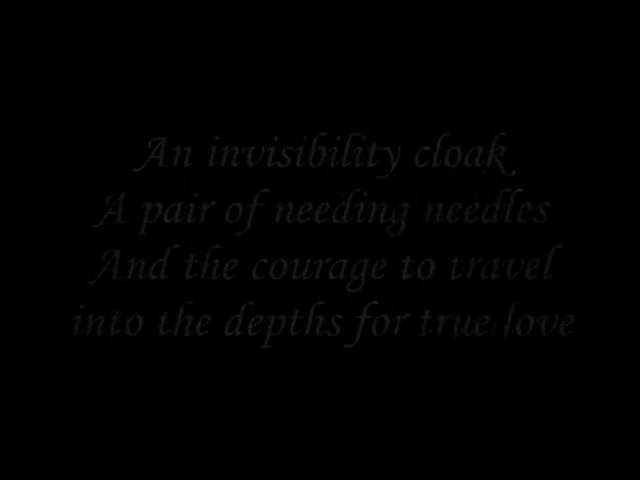 An invisibility cloak
A pair of needing needles
And the courage to travel
into the depths for true love